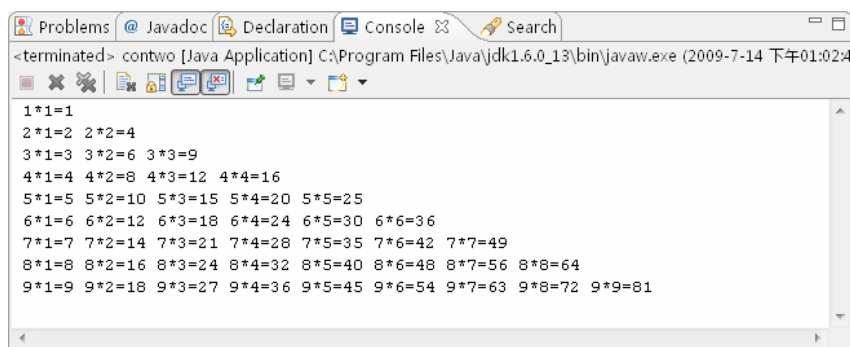 Problems @ Javadoc Declaration Console Search
<terminated> contwo [Java Application] C:\Program Files\Java\jdk1.6.0_13\bin\javaw.exe (2009-7-14 下午01:02:4
1*1=1
2*1=2 2*2=4
3*1=3 3*2=6 3*3=9
4*1=4 4*2=8 4*3=12 4*4=16
5*1=5 5*2=10 5*3=15 5*4=20 5*5=25
6*1=6 6*2=12 6*3=18 6*4=24 6*5=30 6*6=36
7*1=7 7*2=14 7*3=21 7*4=28 7*5=35 7*6=42 7*7=49
8*1=8 8*2=16 8*3=24 8*4=32 8*5=40 8*6=48 8*7=56 8*8=64
9*1=9 9*2=18 9*3=27 9*4=36 9*5=45 9*6=54 9*7=63 9*8=72 9*9=81